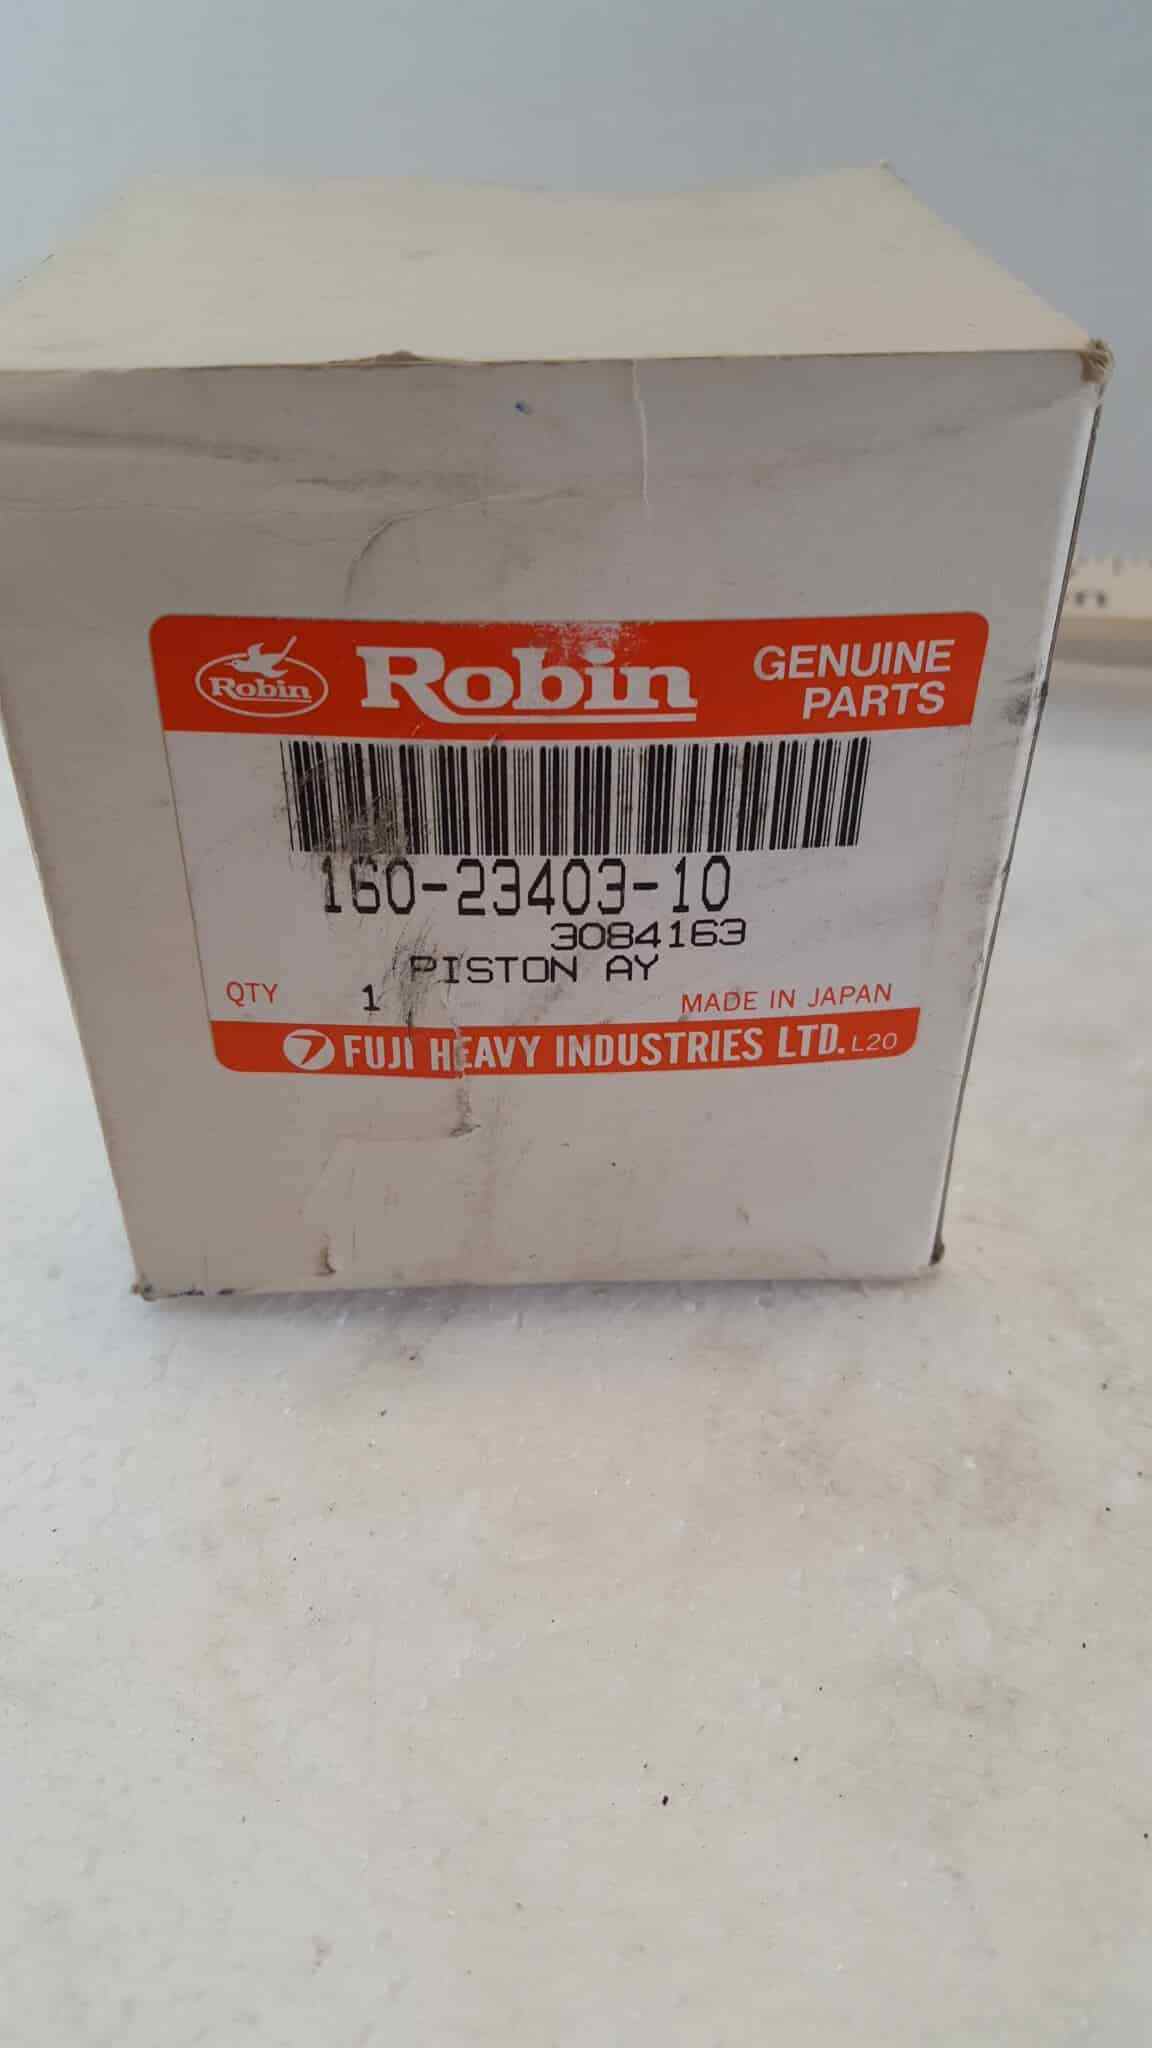 Robin
Robin
GENUINE
PARTS
160-23403-10
3084163
PISTON AY
QTY 1
MADE IN JAPAN
FUJI HEAVY INDUSTRIES LTD. L20